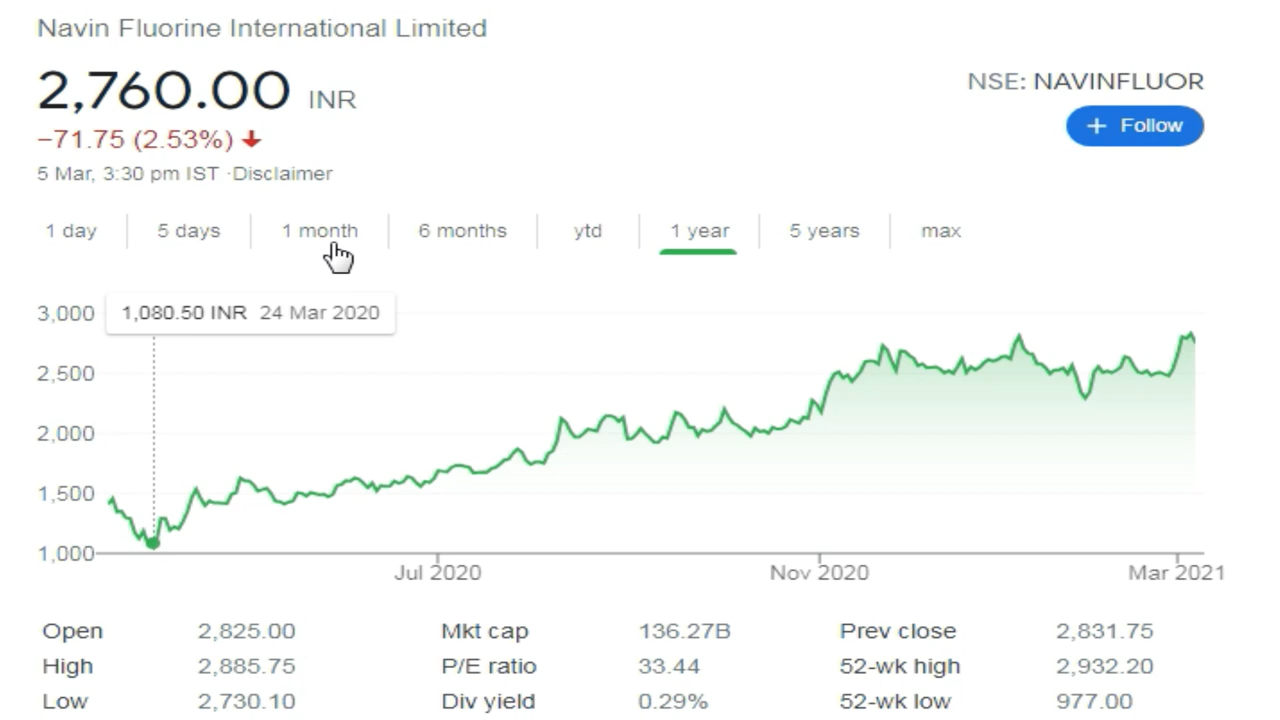 Navin Fluorine International Limited
2,760.00 INR
NSE: NAVINFLUOR
−71.75 (2.53%) ↓
+ Follow
5 Mar, 3:30 pm IST ·Disclaimer
1 day 5 days 1 month 6 months ytd 1 year 5 years max
1,080.50 INR 24 Mar 2020
3,000
2,500
2,000
1,500
1,000
Jul 2020 Nov 2020 Mar 2021
Open 2,825.00 Mkt cap 136.27B Prev close 2,831.75
High 2,885.75 P/E ratio 33.44 52-wk high 2,932.20
Low 2,730.10 Div yield 0.29% 52-wk low 977.00